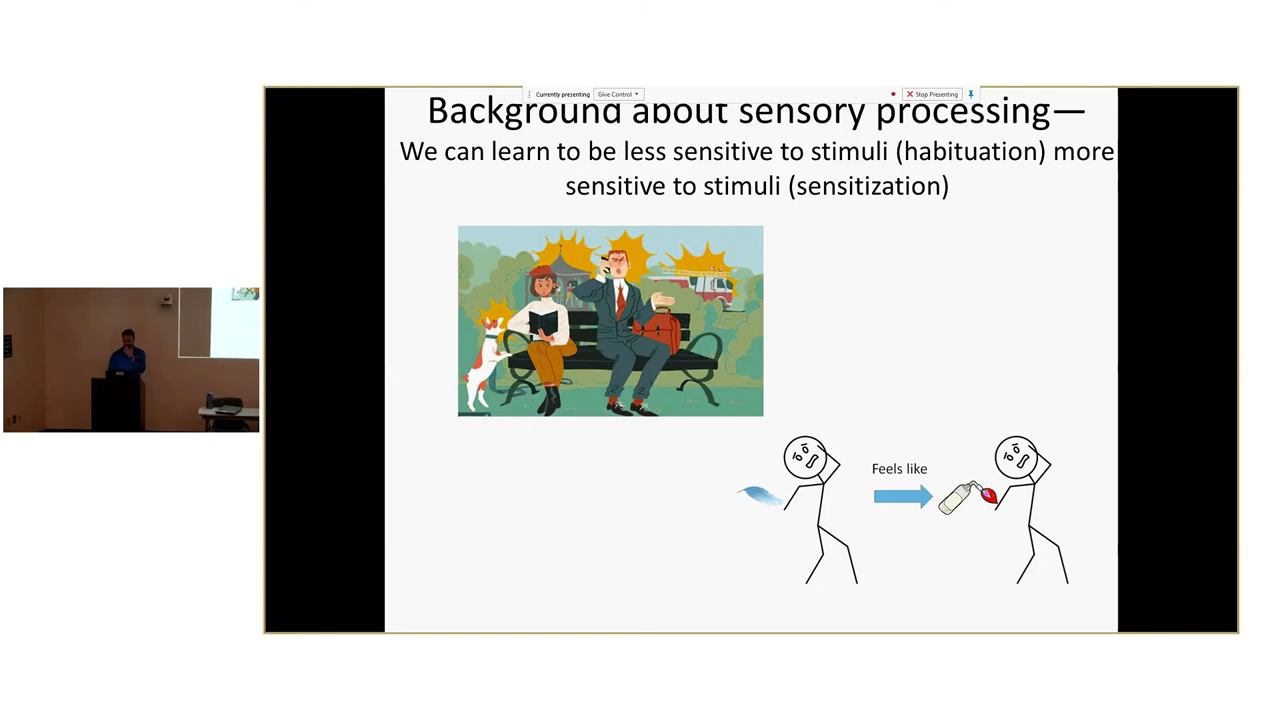 Currently presenting
Give Control
Stop Presenting
Background about sensory processing—
We can learn to be less sensitive to stimuli (habituation) more
sensitive to stimuli (sensitization)
Feels like